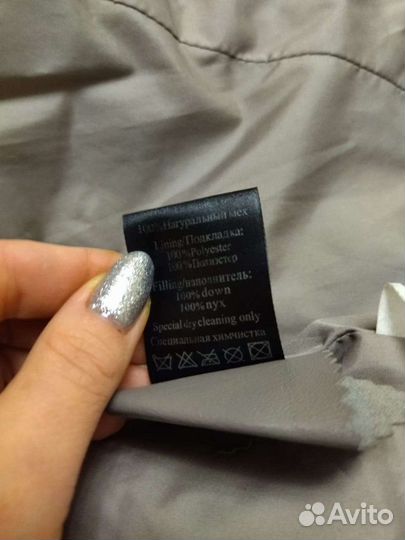 100% Натуральный мех
Lining/Подкладка:
100%Polyester
100%Полиэстер
Filling/наполнитель:
100%down
100%пух
Special dry cleaning only
Специальная химчистка
Avito